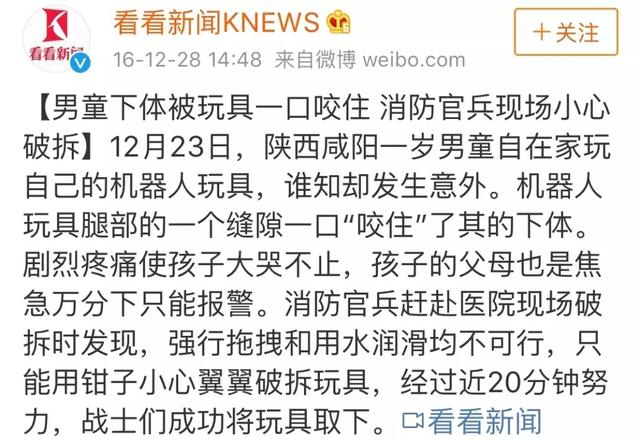 看看新闻KNEWS
16-12-28 14:48 来自微博 weibo.com
+关注
K
看看新闻
V
【男童下体被玩具一口咬住 消防官兵现场小心
破拆】12月23日，陕西咸阳一岁男童自在家玩
自己的机器人玩具，谁知却发生意外。机器人
玩具腿部的一个缝隙一口“咬住”了其的下体。
剧烈疼痛使孩子大哭不止，孩子的父母也是焦
急万分下只能报警。消防官兵赶赴医院现场破
拆时发现，强行拖拽和用水润滑均不可行，只
能用钳子小心翼翼破拆玩具，经过近20分钟努
力，战士们成功将玩具取下。看看新闻